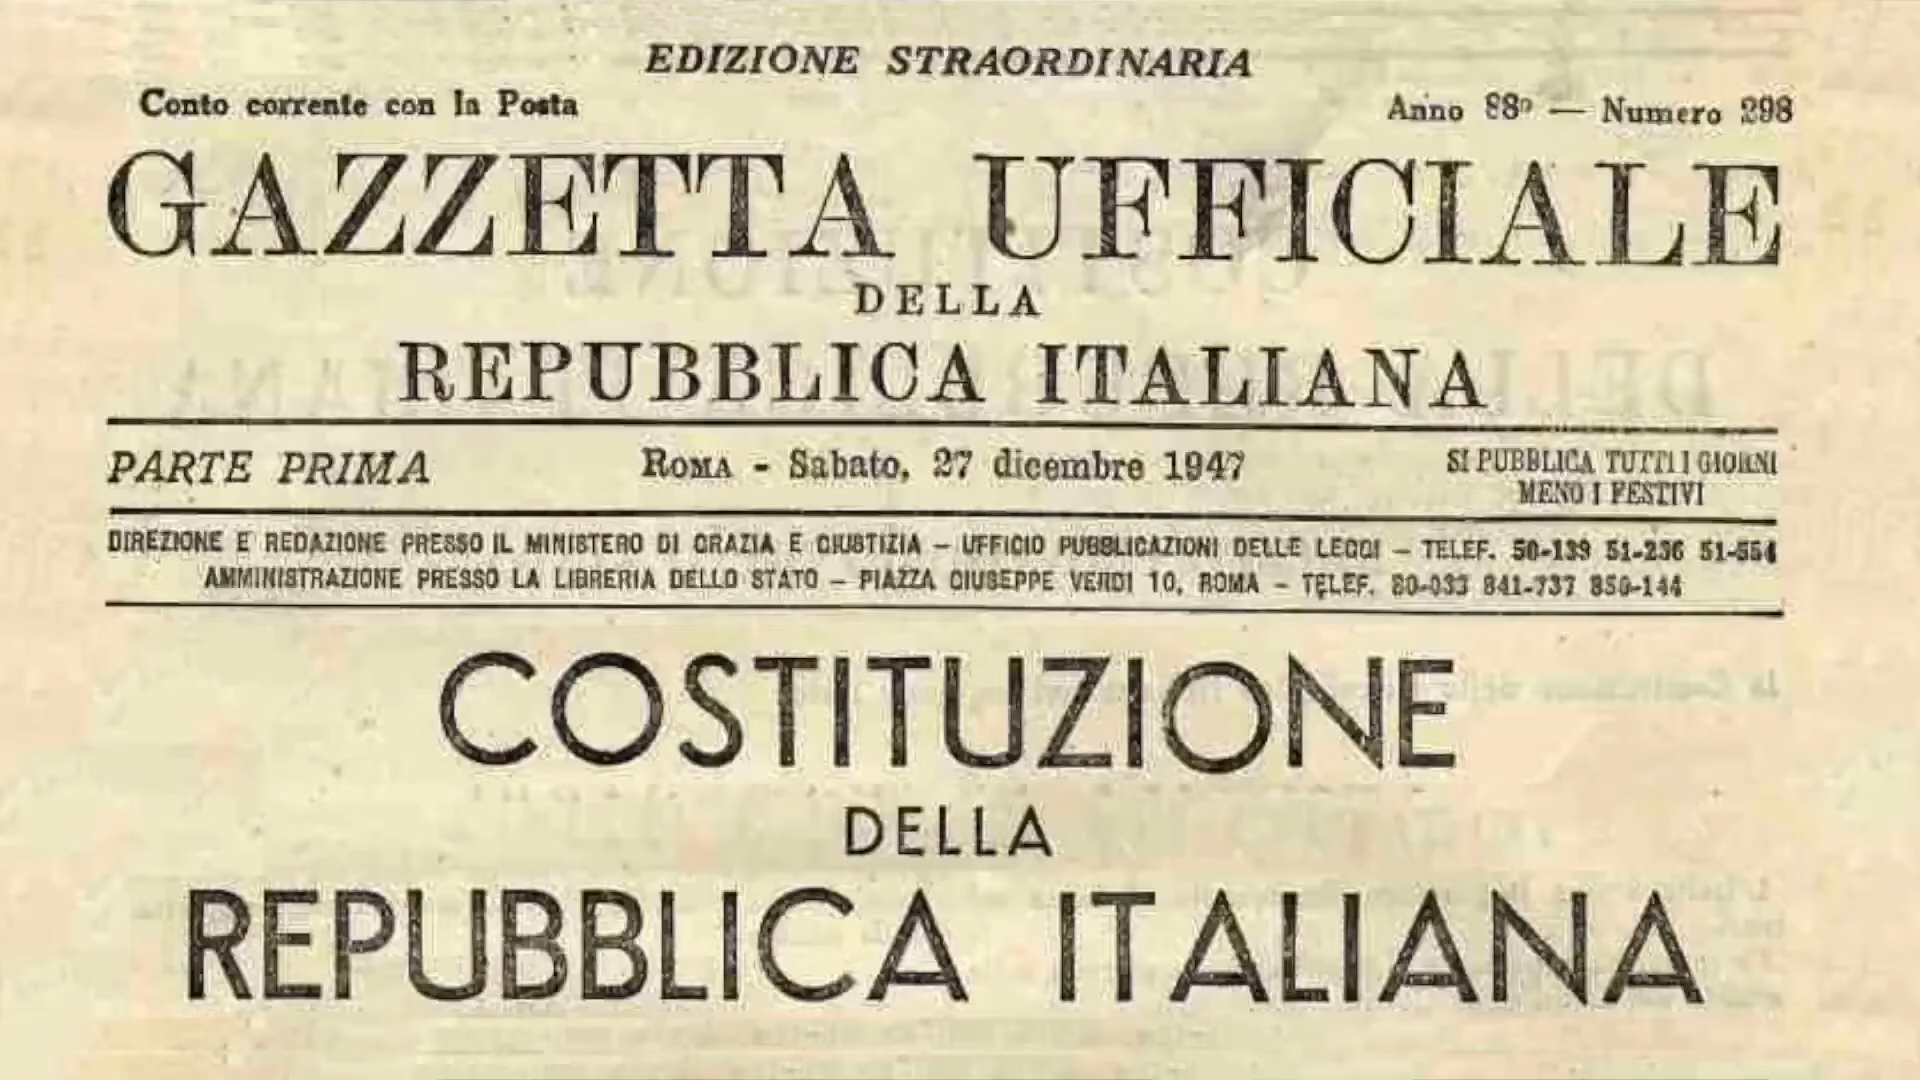 EDIZIONE STRAORDINARIA
Conto corrente con la Posta
Anno 88º — Numero 298
GAZZETTA UFFICIALE
DELLA
REPUBBLICA ITALIANA
PARTE PRIMA
ROMA - Sabato, 27 dicembre 1947
SI PUBBLICA TUTTI I GIORNI
MENO I FESTIVI
DIREZIONE E REDAZIONE PRESSO IL MINISTERO DI GRAZIA E GIUSTIZIA — UFFICIO PUBBLICAZIONI DELLE LEGGI — TELEF. 50-139 51-236 51-554
AMMINISTRAZIONE PRESSO LA LIBRERIA DELLO STATO — PIAZZA GIUSEPPE VERDI 10, ROMA — TELEF. 80-033 841-737 850-144
COSTITUZIONE
DELLA
REPUBBLICA ITALIANA